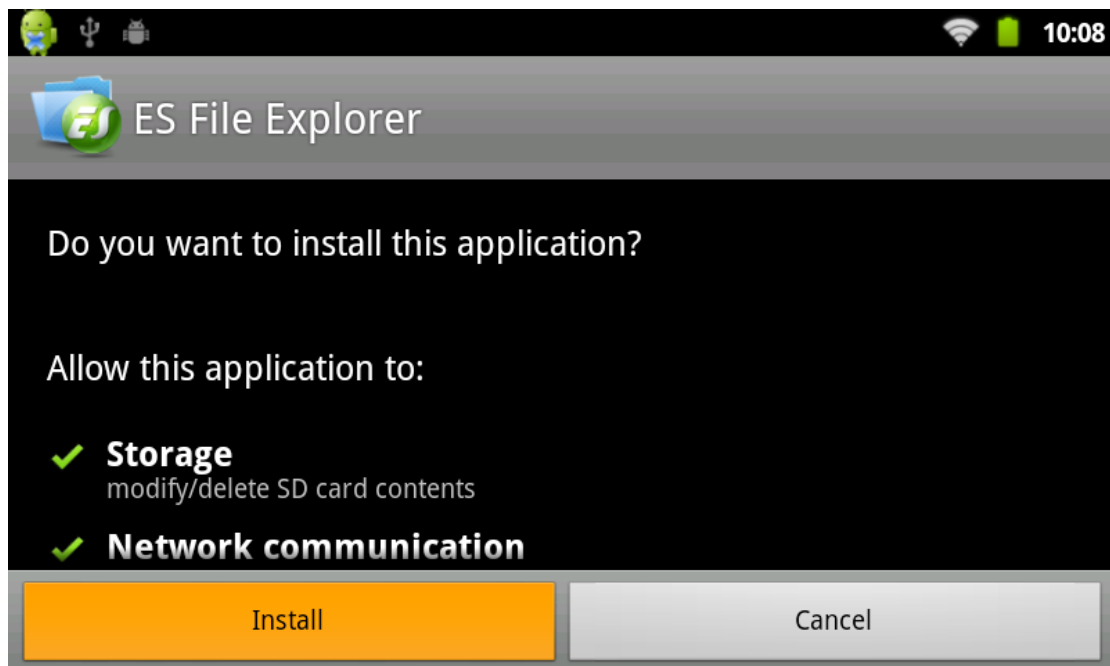 10:08
ES File Explorer
Do you want to install this application?
Allow this application to:
Storage
modify/delete SD card contents
Network communication
Install
Cancel